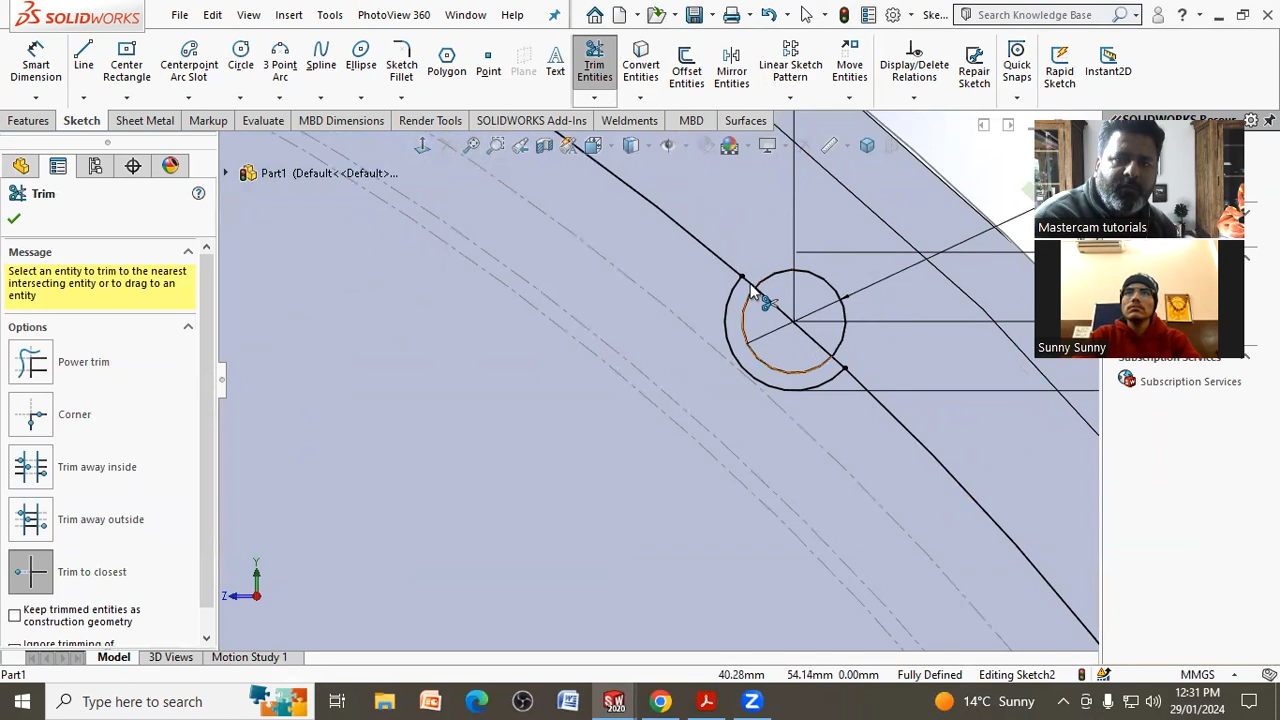 SOLIDWORKS
File Edit View Insert Tools PhotoView 360 Window Help
Ske...
Search Knowledge Base
Smart Dimension
Line
Center Rectangle
Centerpoint Arc Slot
Circle
3 Point Arc
Spline
Ellipse
Sketch Fillet
Polygon
Point
Plane
Text
Trim Entities
Convert Entities
Offset Entities
Mirror Entities
Linear Sketch Pattern
Move Entities
Display/Delete Relations
Repair Sketch
Quick Snaps
Rapid Sketch
Instant2D
Features Sketch Sheet Metal Markup Evaluate MBD Dimensions Render Tools SOLIDWORKS Add-Ins Weldments MBD Surfaces
Part1 (Default<<Default>...
Mastercam tutorials
Sunny Sunny
Subscription Services
Trim
Message
Select an entity to trim to the nearest
intersecting entity or to drag to an
entity
Options
Power trim
Corner
Trim away inside
Trim away outside
Trim to closest
Keep trimmed entities as
construction geometry
Ignore trimming of
Y
Z
Model 3D Views Motion Study 1
Part1
40.28mm 54.14mm 0.00mm Fully Defined Editing Sketch2 MMGS
Type here to search
SW 2020
14°C Sunny
12:31 PM
29/01/2024